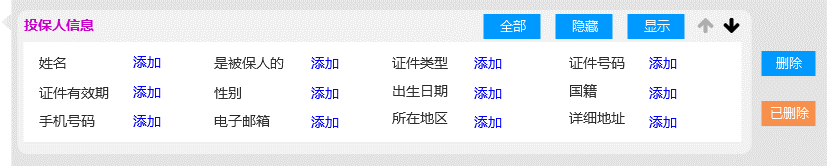 投保人信息 全部 隐藏 显示
姓名 添加 是被保人的 添加 证件类型 添加 证件号码 添加
删除
证件有效期 添加 性别 添加 出生日期 添加 国籍 添加
已删除
手机号码 添加 电子邮箱 添加 所在地区 添加 详细地址 添加